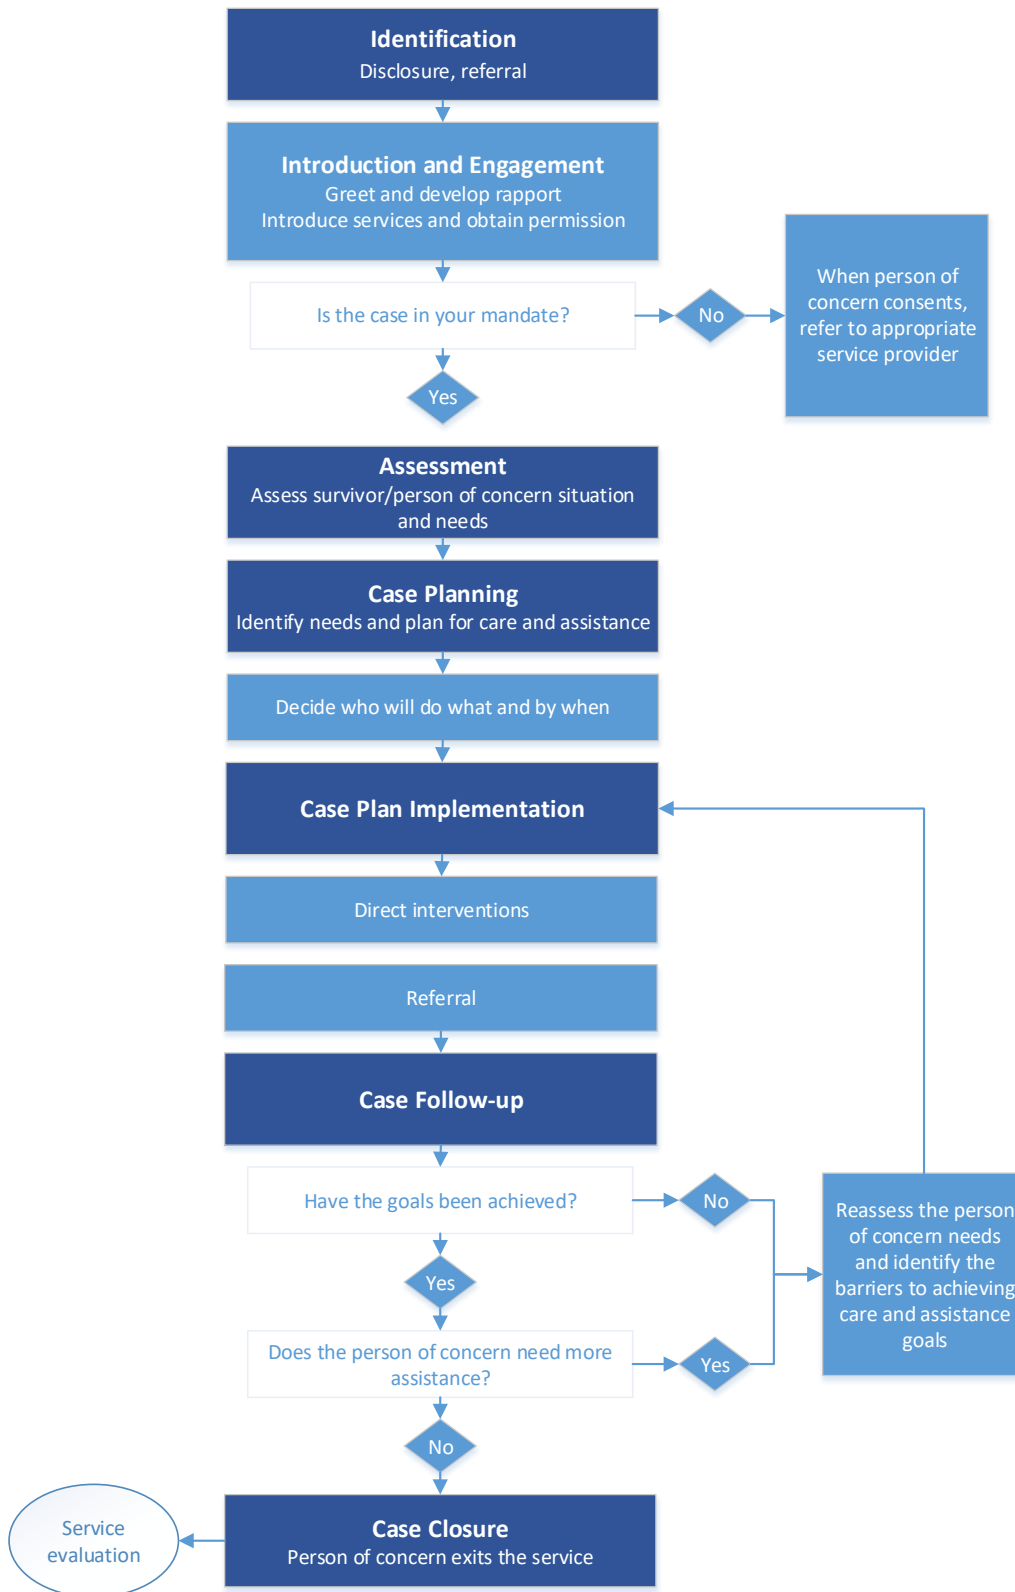 Identification
Disclosure, referral
Introduction and Engagement
Greet and develop rapport
Introduce services and obtain permission
Is the case in your mandate?
No
When person of
concern consents,
refer to appropriate
service provider
Yes
Assessment
Assess survivor/person of concern situation
and needs
Case Planning
Identify needs and plan for care and assistance
Decide who will do what and by when
Case Plan Implementation
Direct interventions
Referral
Case Follow-up
Have the goals been achieved?
No
Reassess the person
of concern needs
and identify the
barriers to achieving
care and assistance
goals
Yes
Does the person of concern need more
assistance?
Yes
No
Case Closure
Person of concern exits the service
Service
evaluation